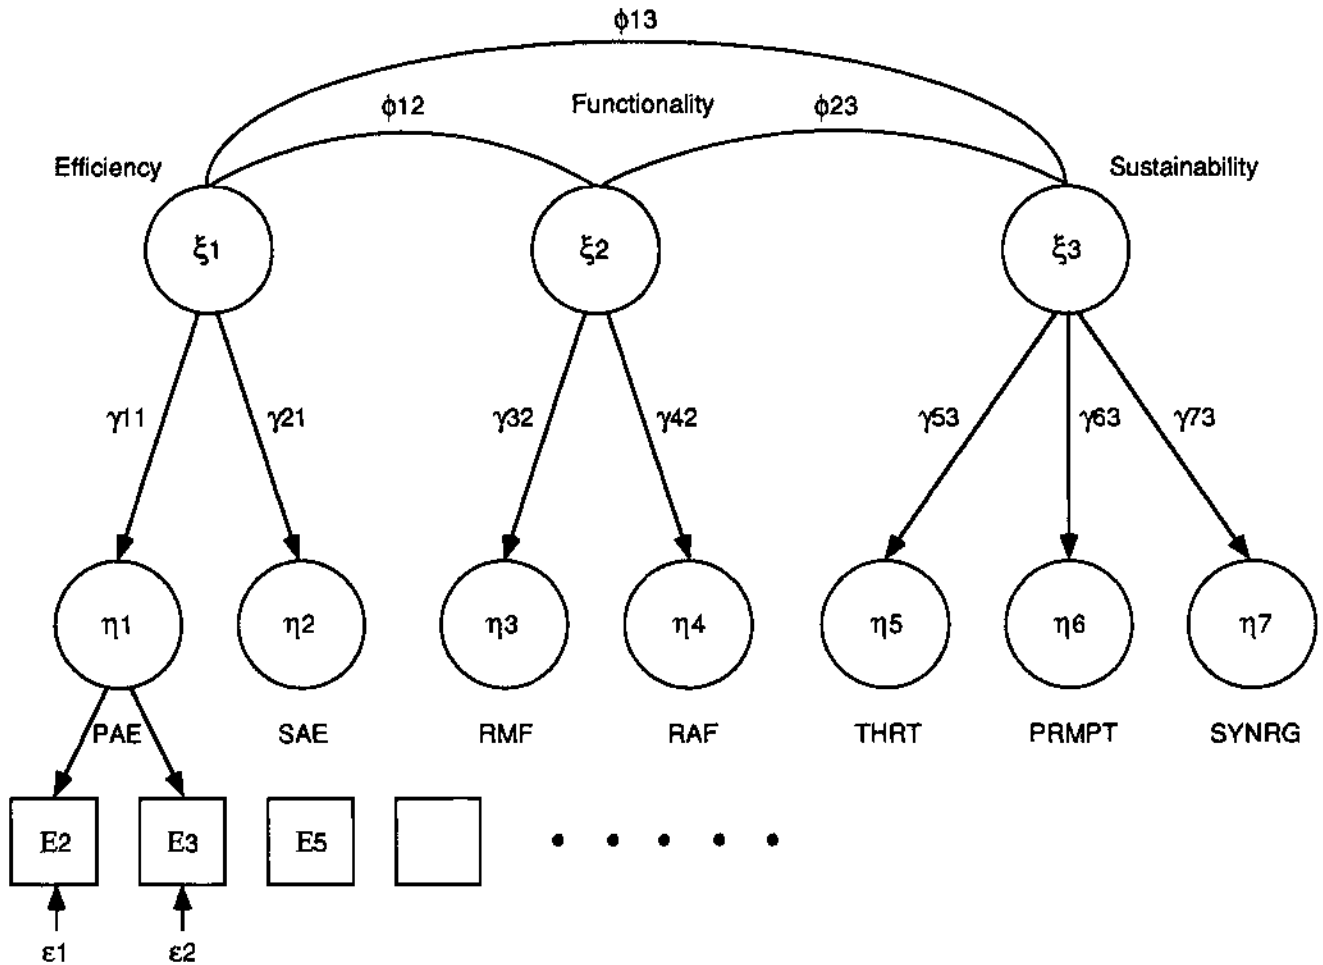 ϕ13
ϕ12 Functionality ϕ23
Efficiency Sustainability
ξ1 ξ2 ξ3
γ11 γ21 γ32 γ42 γ53 γ63 γ73
η1 η2 η3 η4 η5 η6 η7
PAE SAE RMF RAF THRT PRMPT SYNRG
E2 E3 E5
ε1 ε2